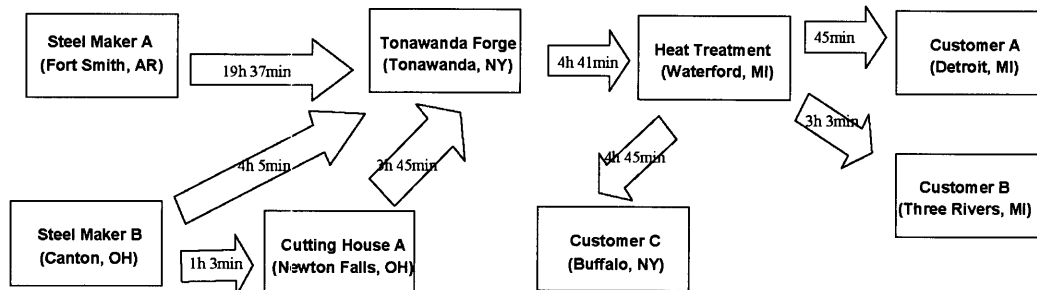 Steel Maker A
(Fort Smith, AR)
19h 37min
Tonawanda Forge
(Tonawanda, NY)
4h 41min
Heat Treatment
(Waterford, MI)
45min
Customer A
(Detroit, MI)
3h 3min
4h 5min
3h 45min
4h 45min
Customer B
(Three Rivers, MI)
Steel Maker B
(Canton, OH)
1h 3min
Cutting House A
(Newton Falls, OH)
Customer C
(Buffalo, NY)